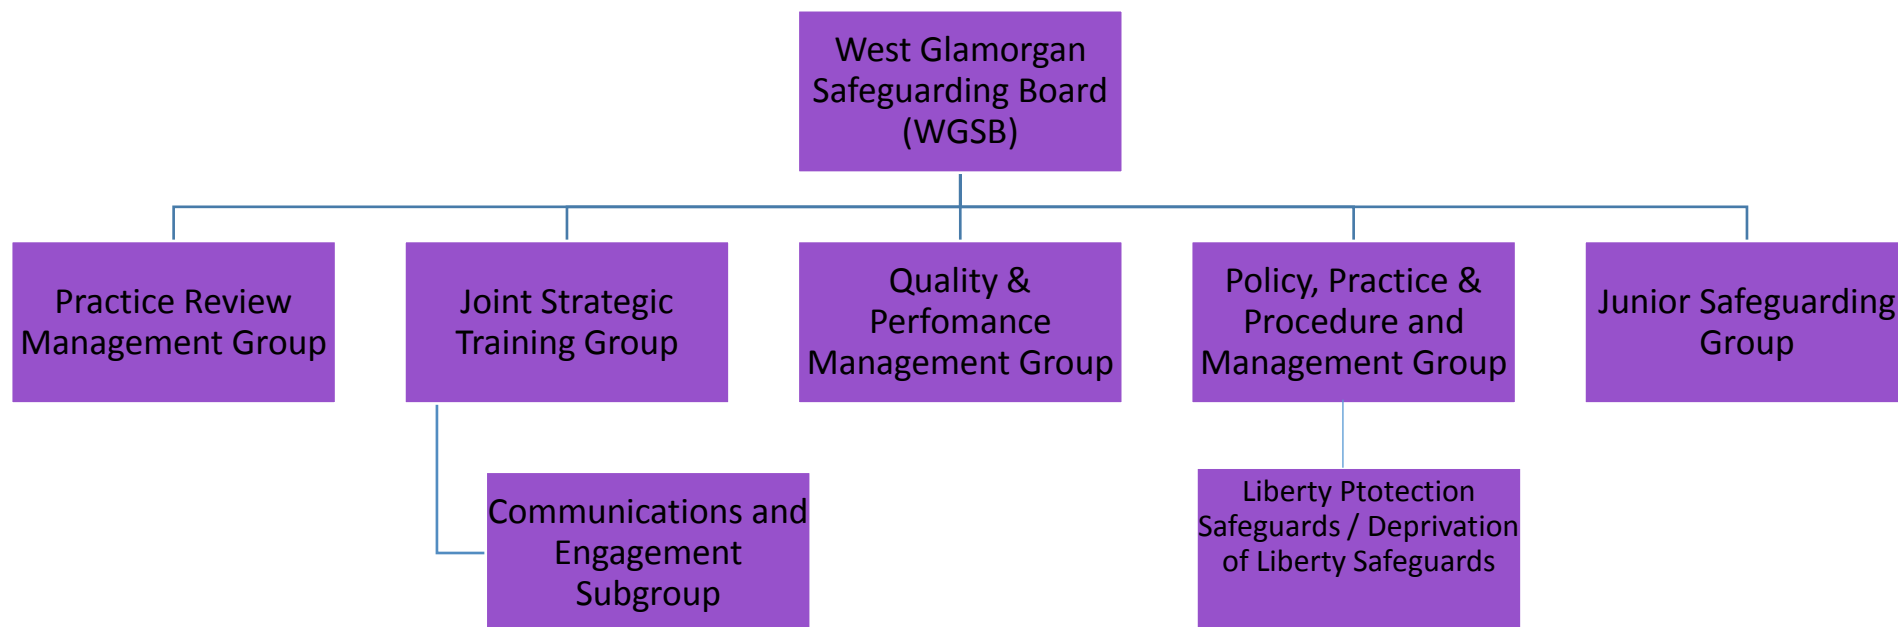 West Glamorgan
Safeguarding Board
(WGSB)
Practice Review
Management Group
Joint Strategic
Training Group
Quality &
Perfomance
Management Group
Policy, Practice &
Procedure and
Management Group
Junior Safeguarding
Group
Communications and
Engagement
Subgroup
Liberty Ptotection
Safeguards / Deprivation
of Liberty Safeguards